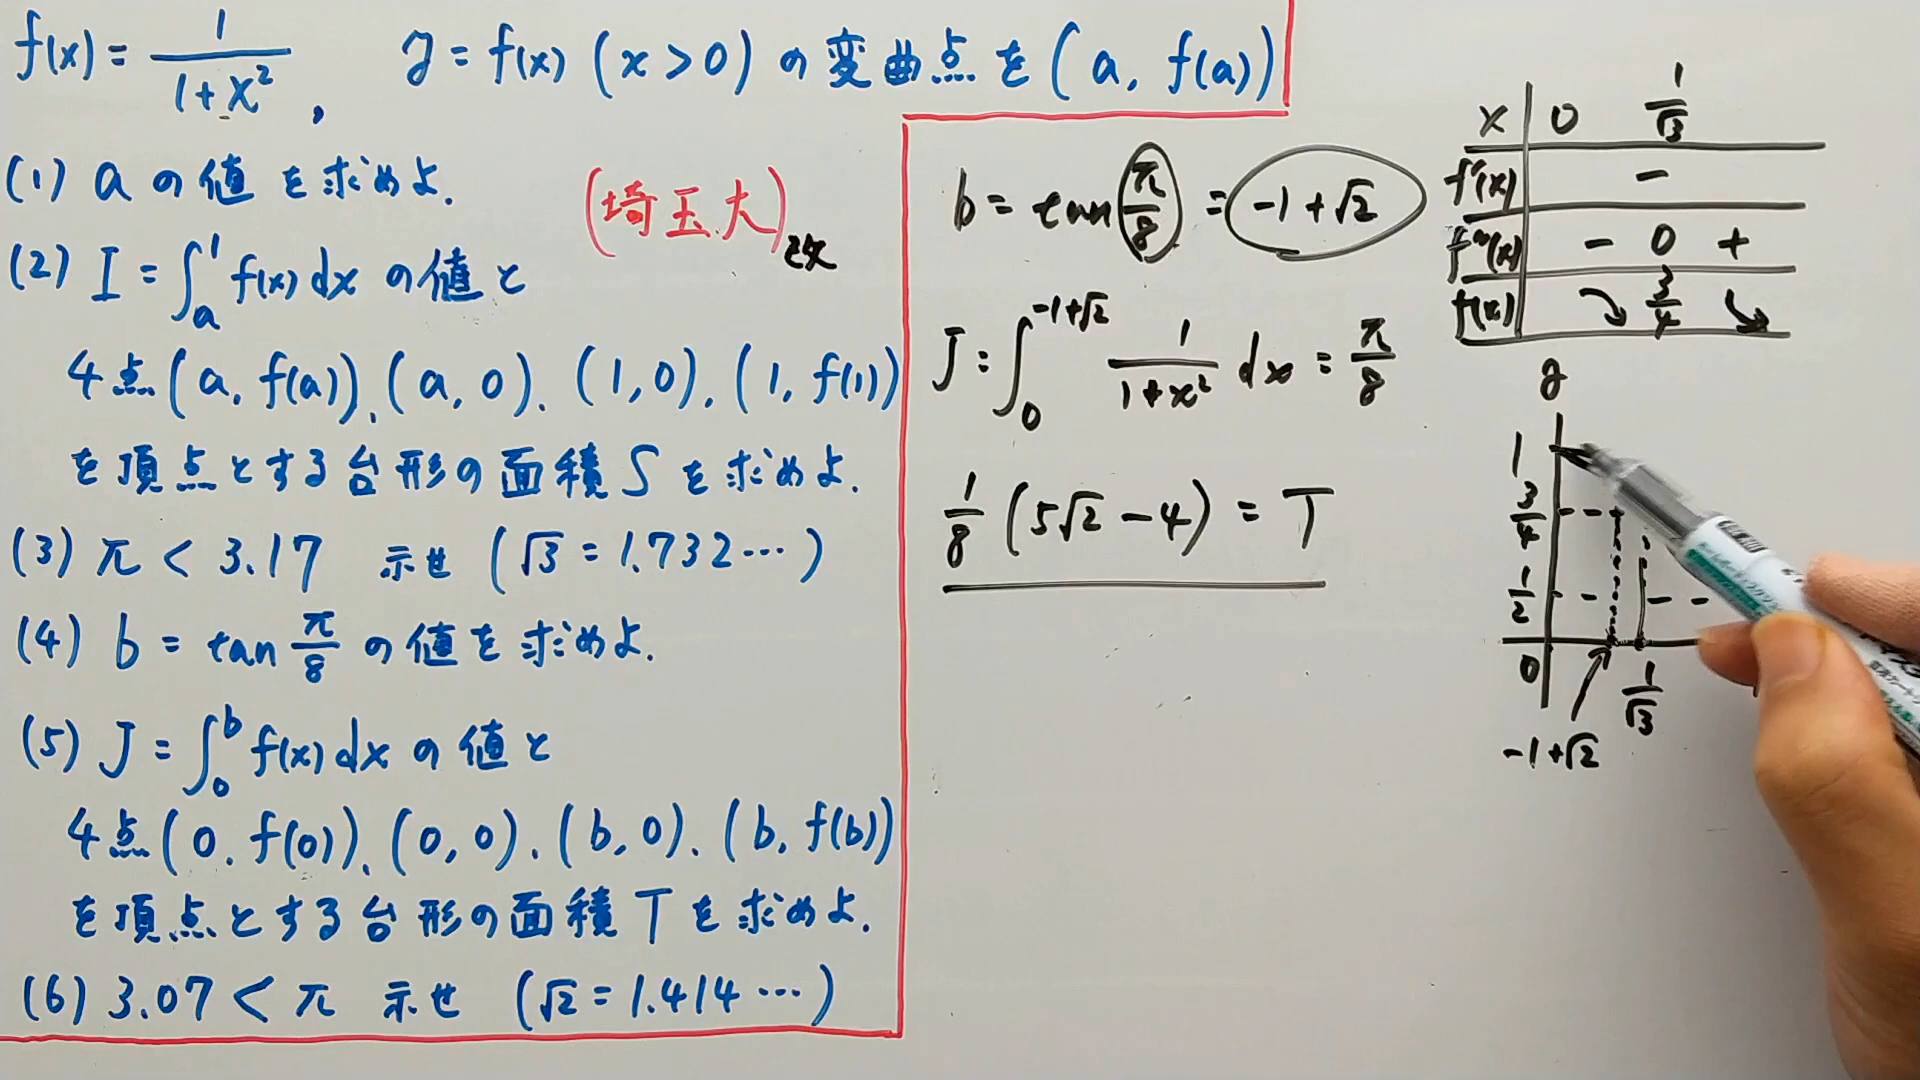 f(x) = 1/(1+x²), y = f(x) (x>0) の変曲点を(a, f(a))
(1) aの値を求めよ.
(埼玉大)改
(2) I = ∫_a^1 f(x)dx の値と
4点(a, f(a)), (a, 0), (1, 0), (1, f(1))
を頂点とする台形の面積Sを求めよ.
(3) π < 3.17 示せ (√3 = 1.732…)
(4) b = tan π/8 の値を求めよ.
(5) J = ∫_0^b f(x)dx の値と
4点(0, f(0)), (0, 0), (b, 0), (b, f(b))
を頂点とする台形の面積Tを求めよ.
(6) 3.07 < π 示せ (√2 = 1.414…)
b = tan π/8 = -1+√2
J = ∫_0^{-1+√2} 1/(1+x²) dx = π/8
1/8 (5√2 - 4) = T
x 0 1/√3
f'(x) -
f''(x) - 0 +
f(x) ⤵ 3/4 ⤵
y
1
3/4
1/2
0 1/√3
-1+√2